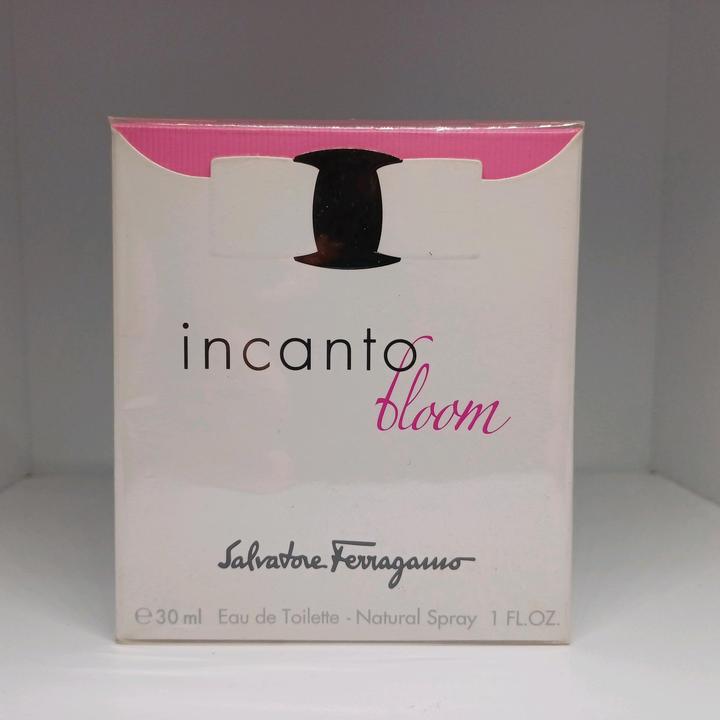 incanto
bloom
Salvatore Ferragamo
℮30 ml Eau de Toilette - Natural Spray 1 FL.OZ.